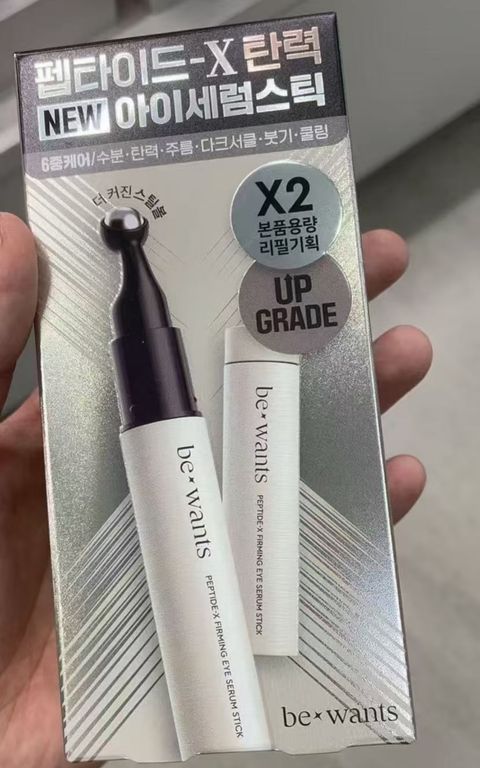 펩타이드-X 탄력
NEW 아이세럼스틱
6종케어/수분·탄력·주름·다크서클·붓기·쿨링
더 커진 스틸볼
X2
본품용량
리필기획
UP
GRADE
be wants
PEPTIDE-X FIRMING EYE SERUM STICK
be wants
PEPTIDE-X FIRMING EYE SERUM STICK
be wants